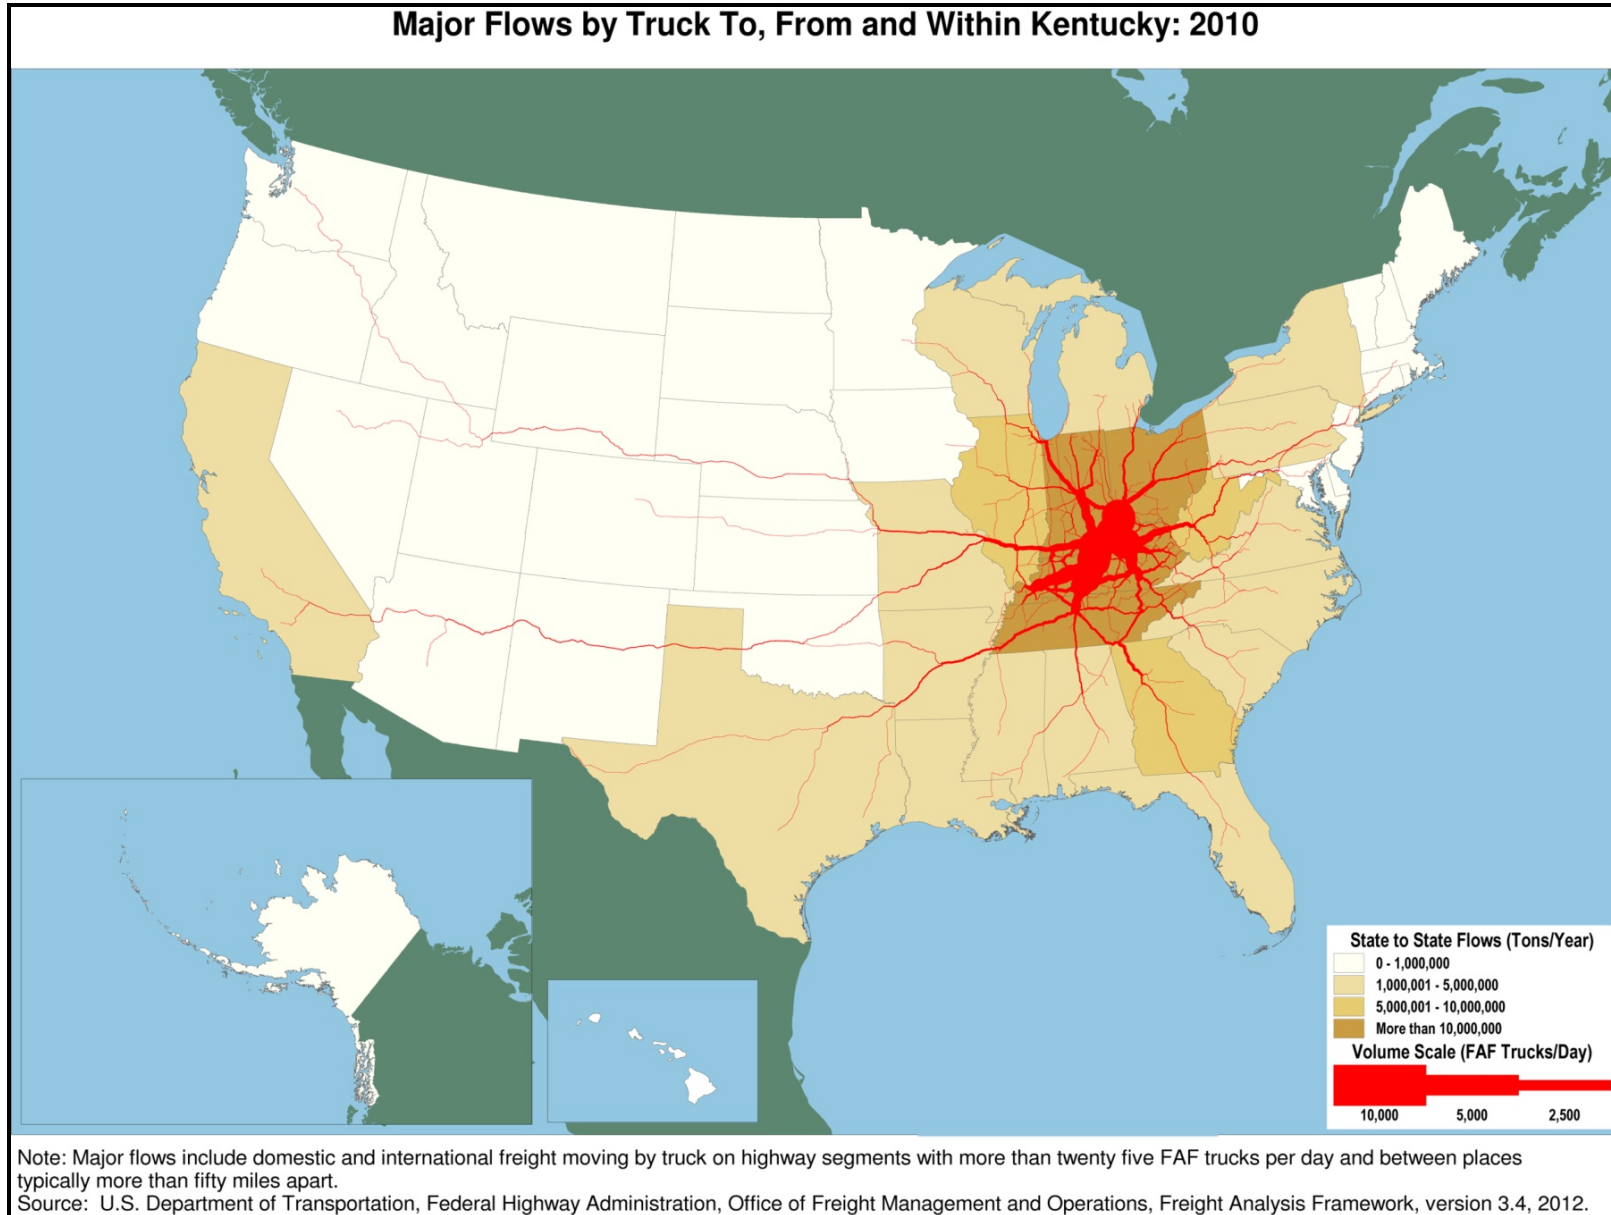 Major Flows by Truck To, From and Within Kentucky: 2010
State to State Flows (Tons/Year)
0 - 1,000,000
1,000,001 - 5,000,000
5,000,001 - 10,000,000
More than 10,000,000
Volume Scale (FAF Trucks/Day)
10,000 5,000 2,500
Note: Major flows include domestic and international freight moving by truck on highway segments with more than twenty five FAF trucks per day and between places
typically more than fifty miles apart.
Source: U.S. Department of Transportation, Federal Highway Administration, Office of Freight Management and Operations, Freight Analysis Framework, version 3.4, 2012.